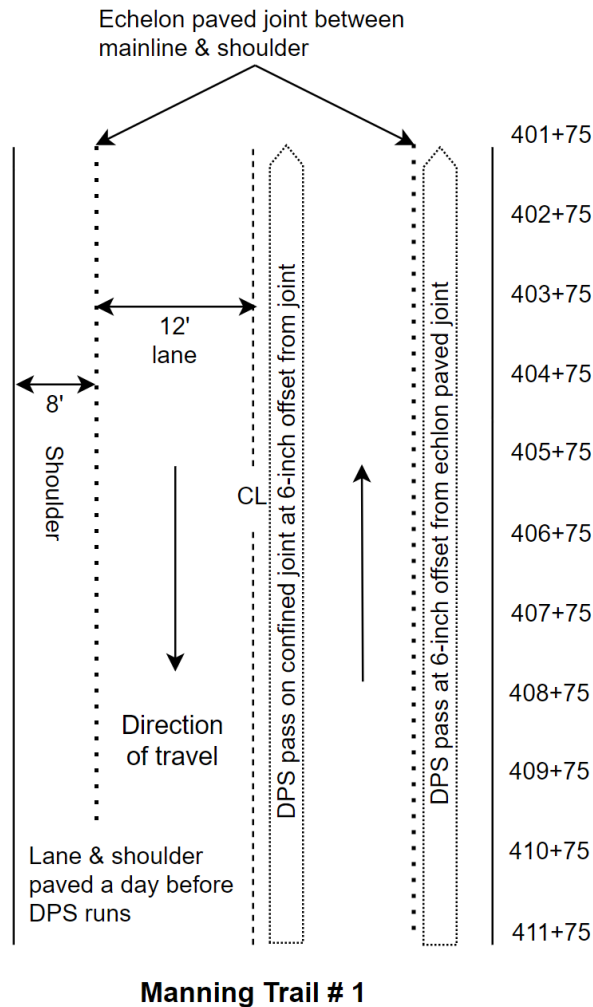 Echelon paved joint between
mainline & shoulder
401+75
402+75
403+75
12'
lane
404+75
8'
Shoulder
405+75
CL
DPS pass on confined joint at 6-inch offset from joint
DPS pass at 6-inch offset from echlon paved joint
406+75
407+75
408+75
Direction
of travel
409+75
Lane & shoulder
paved a day before
DPS runs
410+75
411+75
Manning Trail # 1